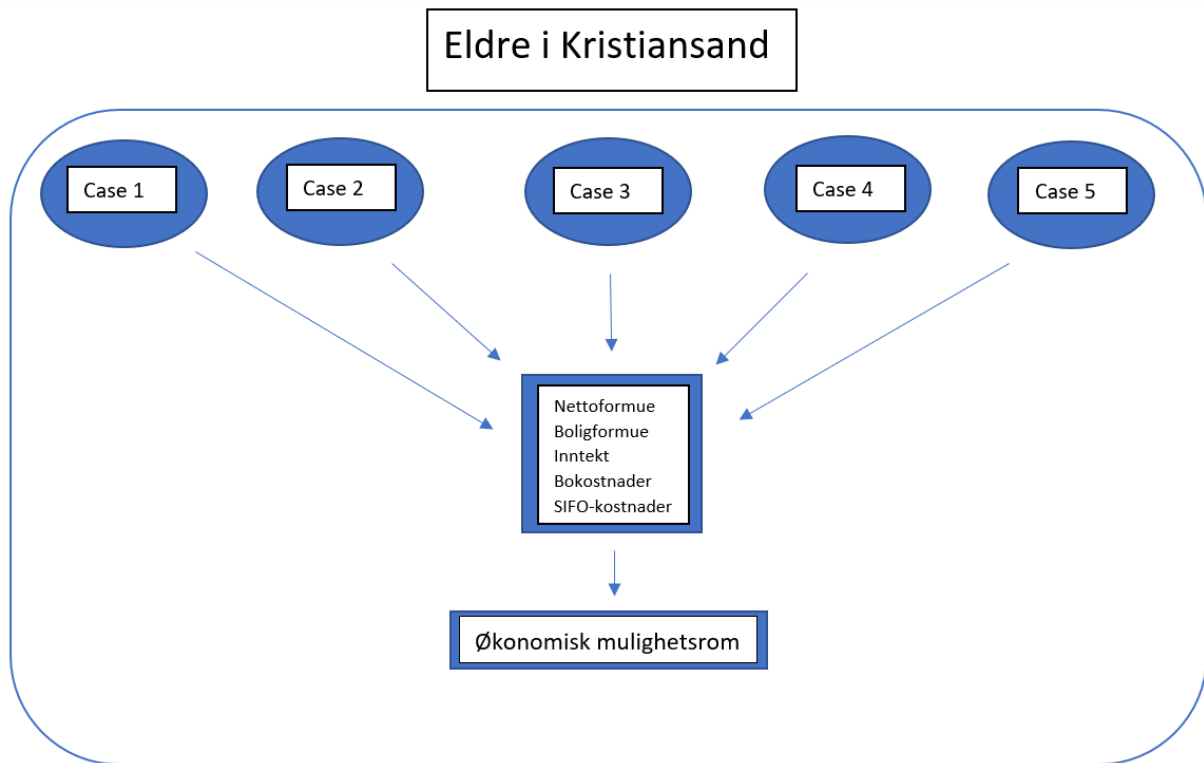 Eldre i Kristiansand
Case 1
Case 2
Case 3
Case 4
Case 5
Nettoformue
Boligformue
Inntekt
Bokostnader
SIFO-kostnader
Økonomisk mulighetsrom